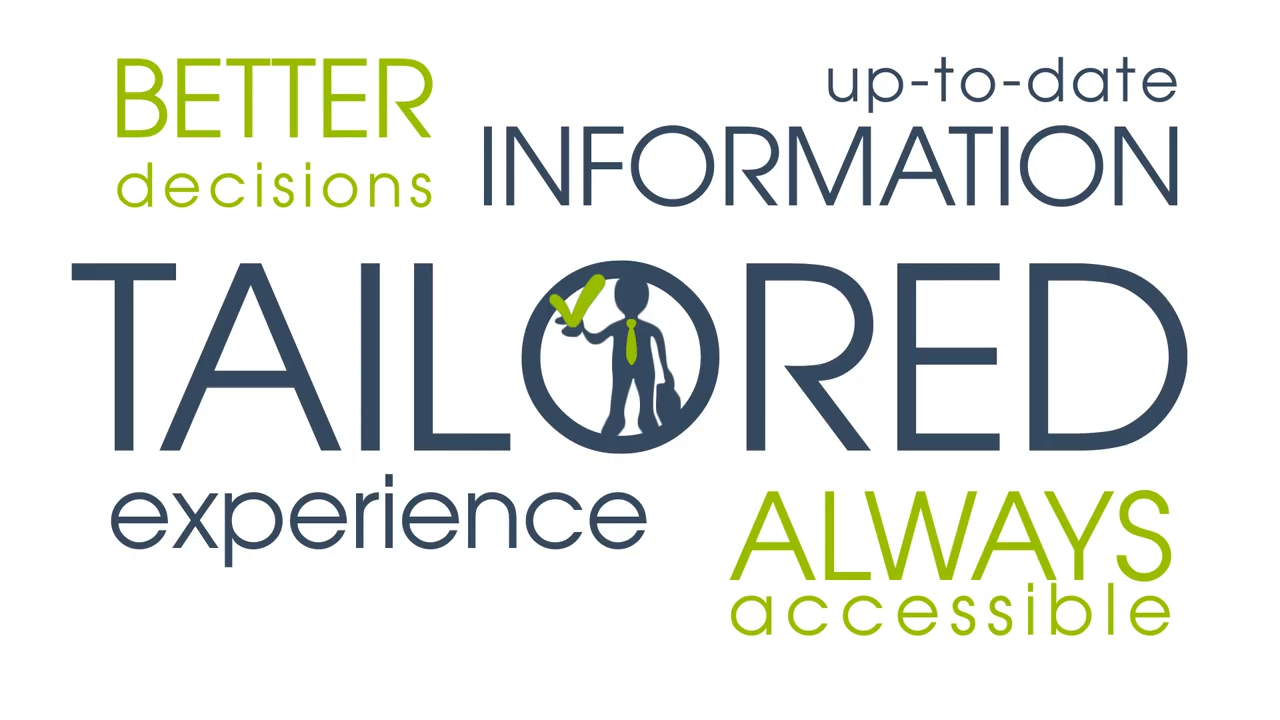 BETTER
decisions
up-to-date
INFORMATION
TAILORED
experience
ALWAYS
accessible